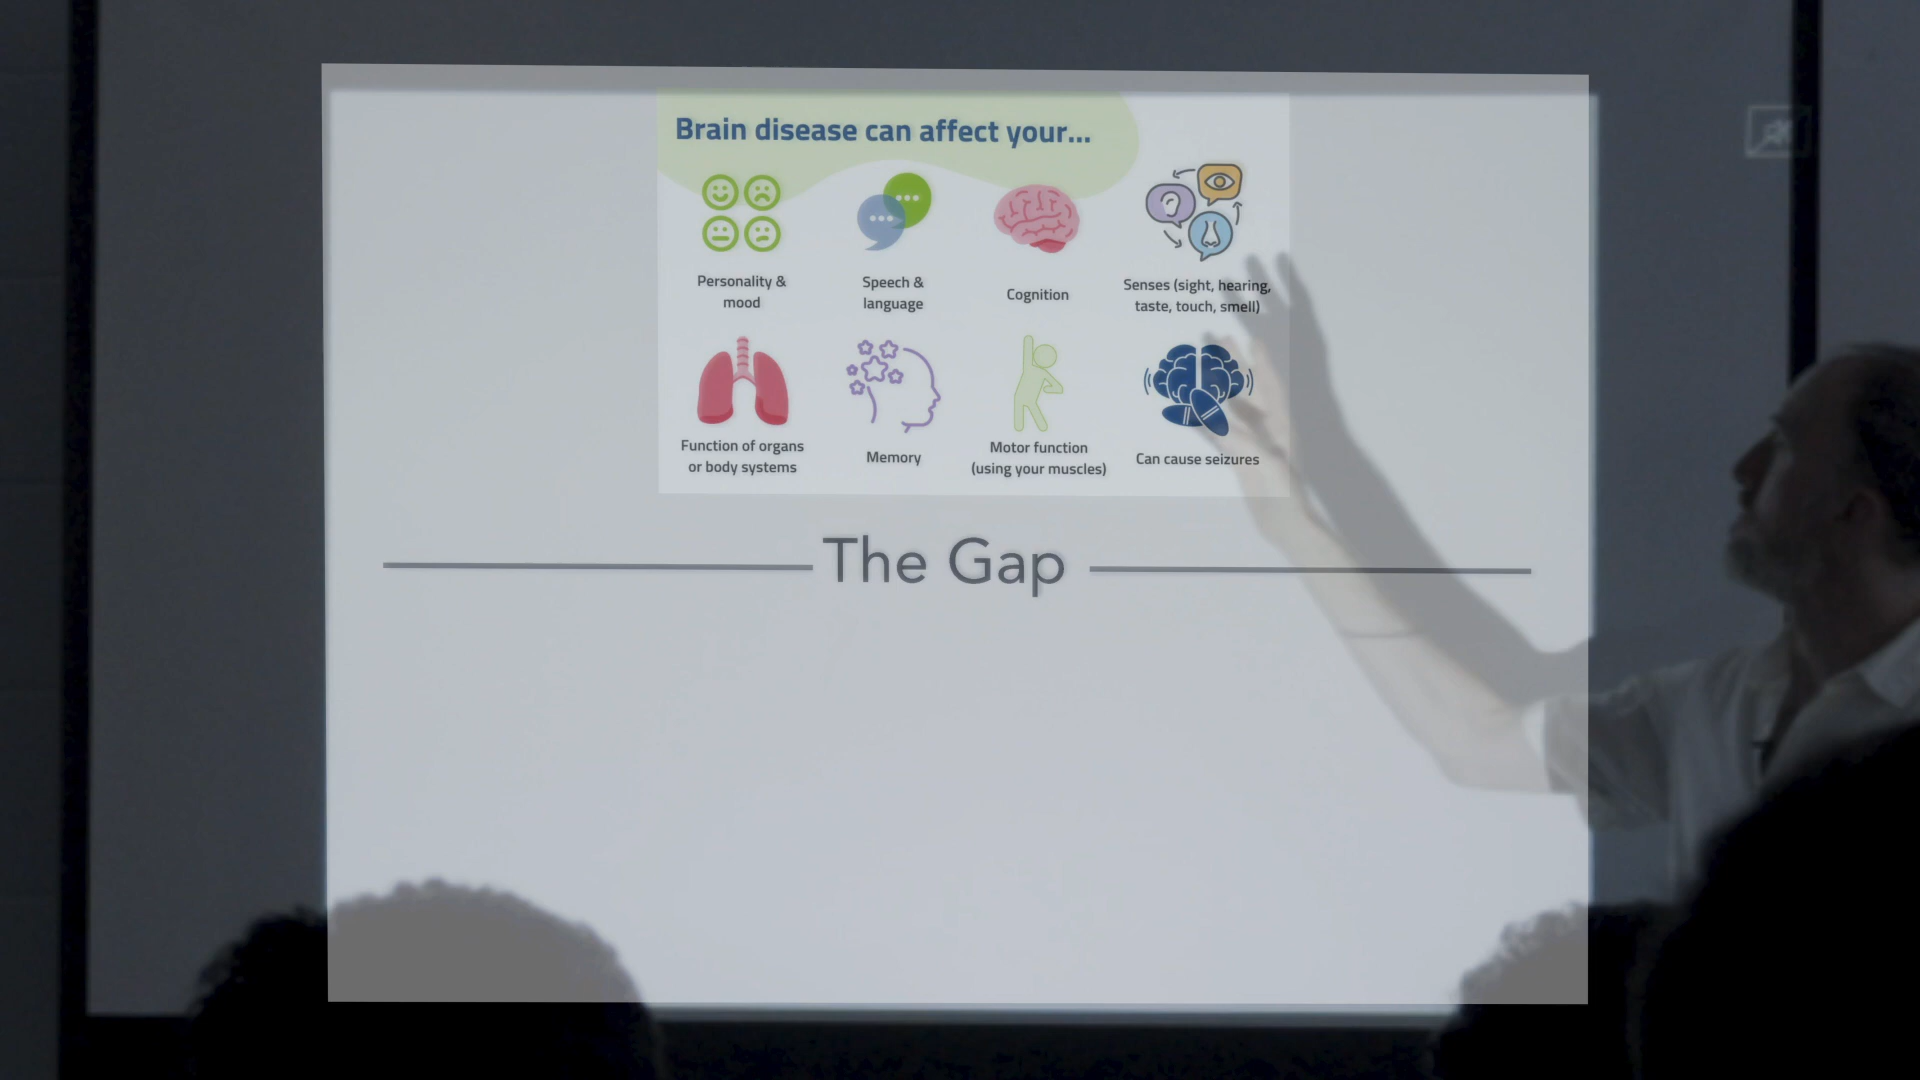 Brain disease can affect your...
Personality &
mood
Speech &
language
Cognition
Senses (sight, hearing,
taste, touch, smell)
Function of organs
or body systems
Memory
Motor function
(using your muscles)
Can cause seizures
The Gap